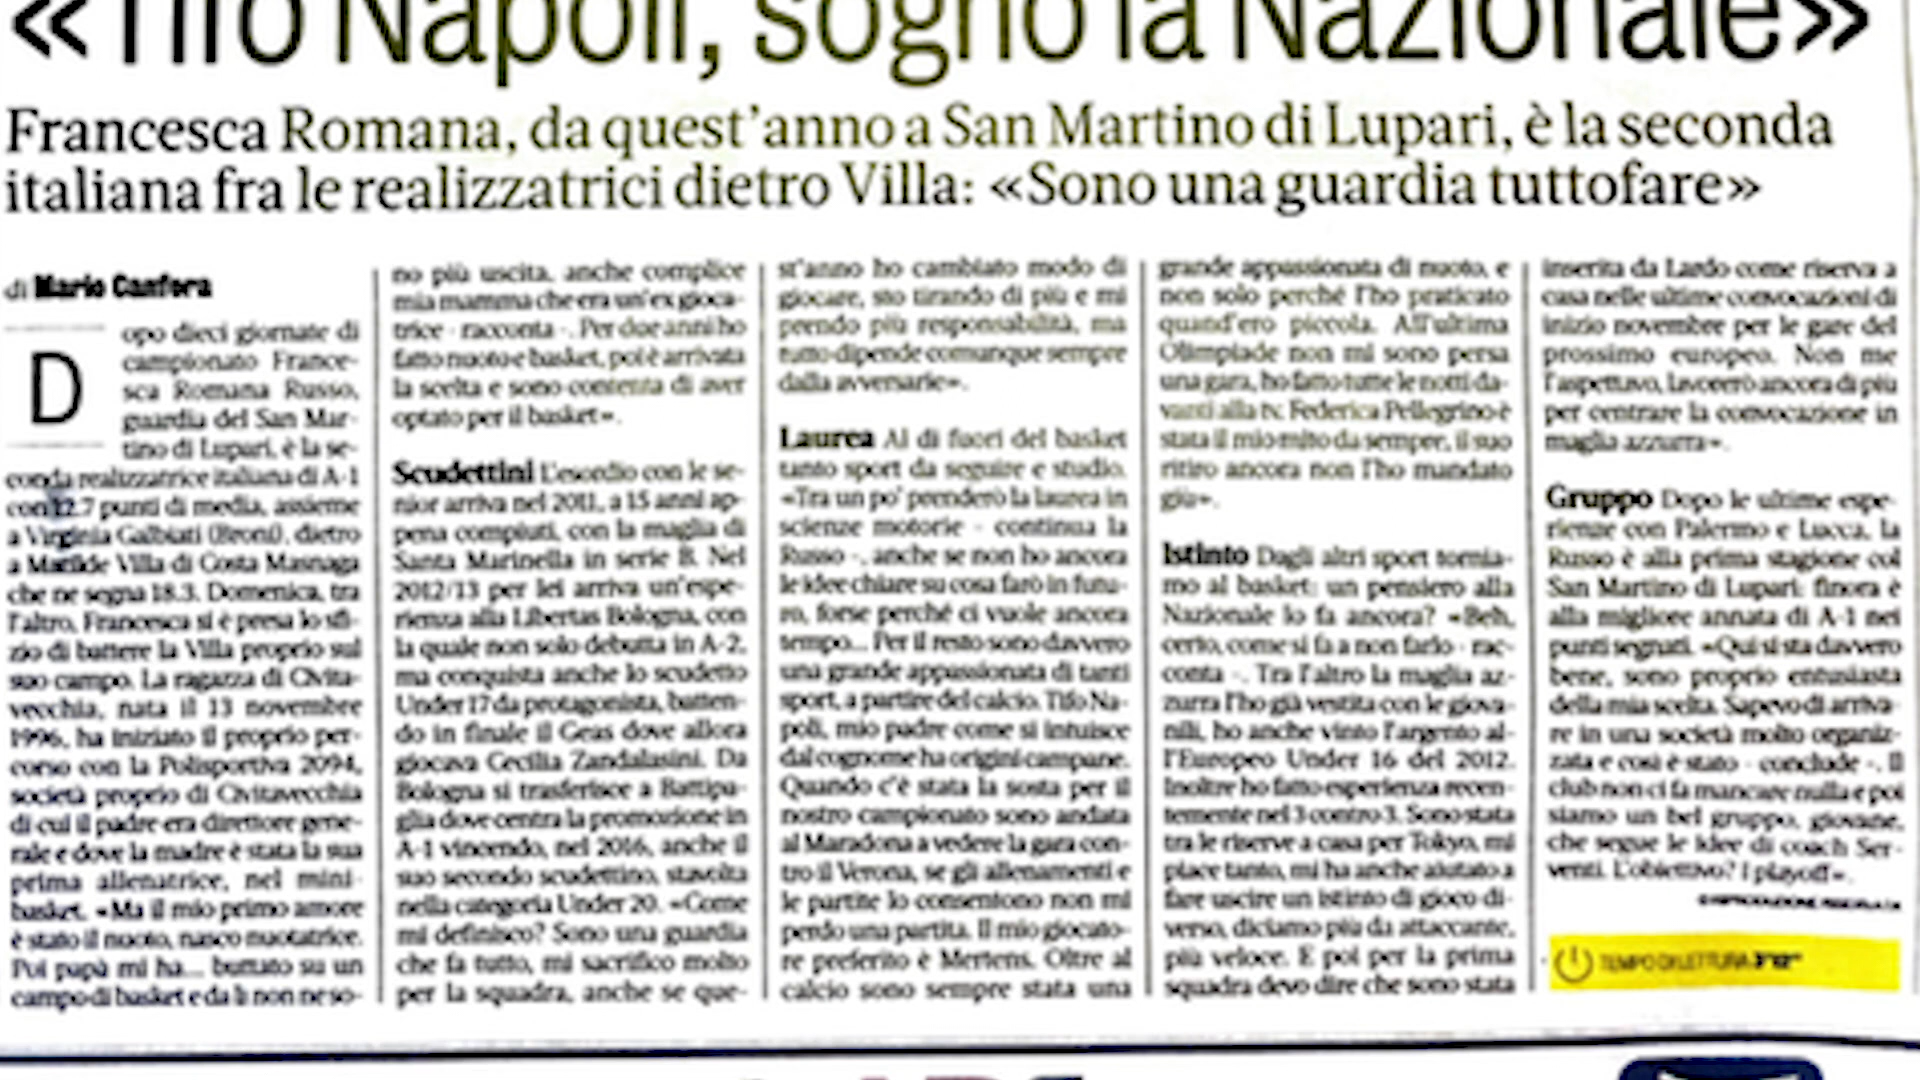 «Tifo Napoli, sogno la Nazionale»
Francesca Romana, da quest'anno a San Martino di Lupari, è la seconda
italiana fra le realizzatrici dietro Villa: «Sono una guardia tuttofare»
di Mario Canfora
Dopo dieci giornate di
campionato France-
sca Romana Russo,
guardia del San Mar-
tino di Lupari, è la se-
conda realizzatrice italiana di A-1
con 12.7 punti di media, assieme
a Virginia Galbiati (Broni), dietro
a Matilde Villa di Costa Masnaga
che ne segna 18.3. Domenica, tra
l'altro, Francesca si è presa lo sfi-
zio di battere la Villa proprio sul
suo campo. La ragazza di Civita-
vecchia, nata il 13 novembre
1996, ha iniziato il proprio per-
corso con la Polisportiva 2094,
società proprio di Civitavecchia
di cui il padre era direttore gene-
rale e dove la madre è stata la sua
prima allenatrice, nel mini-
basket. «Ma il mio primo amore
è stato il nuoto, nasco nuotatrice.
Poi papà mi ha... buttato su un
campo di basket e da lì non ne so-
no più uscita, anche complice
mia mamma che era un'ex gioca-
trice - racconta -. Per due anni ho
fatto nuoto e basket, poi è arrivata
la scelta e sono contenta di aver
optato per il basket».
Scudettini L'esordio con le se-
nior arriva nel 2011, a 15 anni ap-
pena compiuti, con la maglia di
Santa Marinella in serie B. Nel
2012/13 per lei arriva un'espe-
rienza alla Libertas Bologna, con
la quale non solo debutta in A-2,
ma conquista anche lo scudetto
Under 17 da protagonista, batten-
do in finale il Geas dove allora
giocava Cecilia Zandalasini. Da
Bologna si trasferisce a Battipa-
glia dove centra la promozione in
A-1 vincendo, nel 2016, anche il
suo secondo scudettino, stavolta
nella categoria Under 20. «Come
mi definisco? Sono una guardia
che fa tutto, mi sacrifico molto
per la squadra, anche se que-
st'anno ho cambiato modo di
giocare, sto tirando di più e mi
prendo più responsabilità, ma
tutto dipende comunque sempre
dalla avversarie».
Laurea Al di fuori del basket
tanto sport da seguire e studio.
«Tra un po' prenderò la laurea in
scienze motorie - continua la
Russo -, anche se non ho ancora
le idee chiare su cosa farò in futu-
ro, forse perché ci vuole ancora
tempo... Per il resto sono davvero
una grande appassionata di tanti
sport, a partire del calcio. Tifo Na-
poli, mio padre come si intuisce
dal cognome ha origini campane.
Quando c'è stata la sosta per il
nostro campionato sono andata
al Maradona a vedere la gara con-
tro il Verona, se gli allenamenti e
le partite lo consentono non mi
perdo una partita. Il mio giocato-
re preferito è Mertens. Oltre al
calcio sono sempre stata una
grande appassionata di nuoto, e
non solo perché l'ho praticato
quand'ero piccola. All'ultima
Olimpiade non mi sono persa
una gara, ho fatto tutte le notti da-
vanti alla tv. Federica Pellegrino è
stata il mio mito da sempre, il suo
ritiro ancora non l'ho mandato
giù».
Istinto Dagli altri sport tornia-
mo al basket: un pensiero alla
Nazionale lo fa ancora? «Beh,
certo, come si fa a non farlo - rac-
conta -. Tra l'altro la maglia az-
zurra l'ho già vestita con le giova-
nili, ho anche vinto l'argento al-
l'Europeo Under 16 del 2012.
Inoltre ho fatto esperienza recen-
temente nel 3 contro 3. Sono stata
tra le riserve a casa per Tokyo, mi
piace tanto, mi ha anche aiutato a
fare uscire un istinto di gioco di-
verso, diciamo più da attaccante,
più veloce. E poi per la prima
squadra devo dire che sono stata
inserita da Lardo come riserva a
casa nelle ultime convocazioni di
inizio novembre per le gare del
prossimo europeo. Non me
l'aspettavo, lavorerò ancora di più
per centrare la convocazione in
maglia azzurra».
Gruppo Dopo le ultime espe-
rienze con Palermo e Lucca, la
Russo è alla prima stagione col
San Martino di Lupari: finora è
alla migliore annata di A-1 nei
punti segnati. «Qui si sta davvero
bene, sono proprio entusiasta
della mia scelta. Sapevo di arriva-
re in una società molto organiz-
zata e così è stato - conclude -. Il
club non ci fa mancare nulla e poi
siamo un bel gruppo, giovane,
che segue le idee di coach Ser-
venti. L'obiettivo? I playoff».
© RIPRODUZIONE RISERVATA
TEMPO DI LETTURA